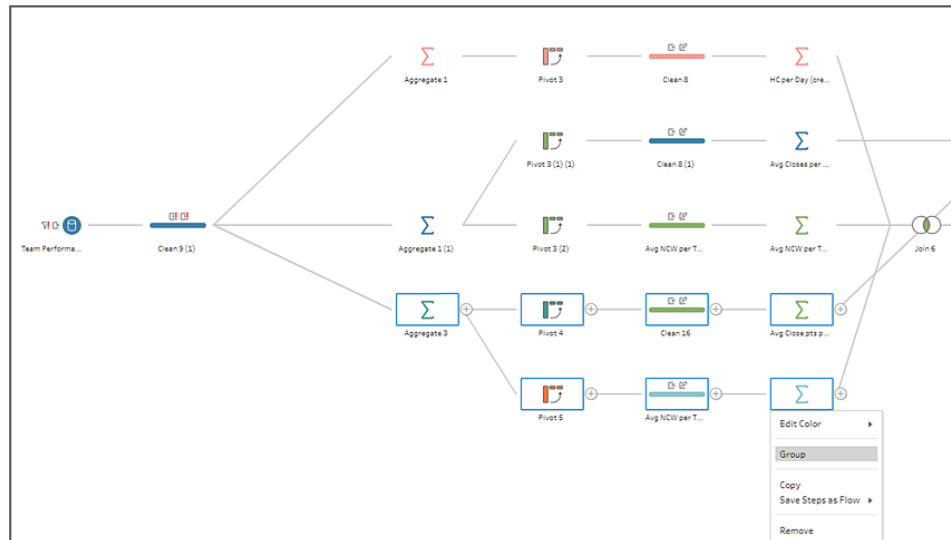 Aggregate 1
Pivot 3
Clean 8
HC per Day (cre...
Pivot 3 (1) (1)
Clean 8 (1)
Avg Closes per ...
Team Performa...
Clean 9 (1)
Aggregate 1 (1)
Pivot 3 (2)
Avg NCW per T...
Avg NCW per T...
Join 6
Aggregate 3
Pivot 4
Clean 16
Avg Close pts p...
Pivot 5
Avg NCW per T...
Edit Color
Group
Copy
Save Steps as Flow
Remove